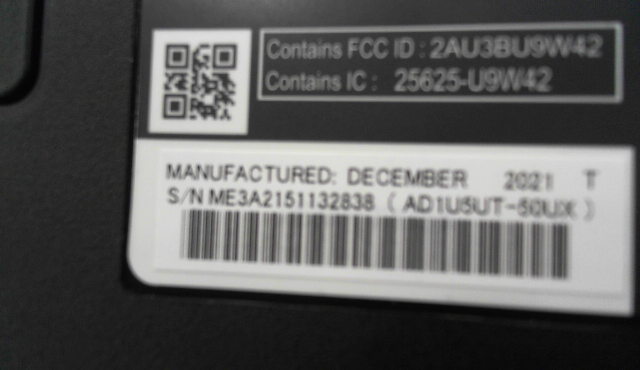 Contains FCC ID : 2AU3BU9W42
Contains IC : 25625-U9W42
MANUFACTURED: DECEMBER 2021 T
S/N ME3A2151132838 ( AD1U5UT-50UX )